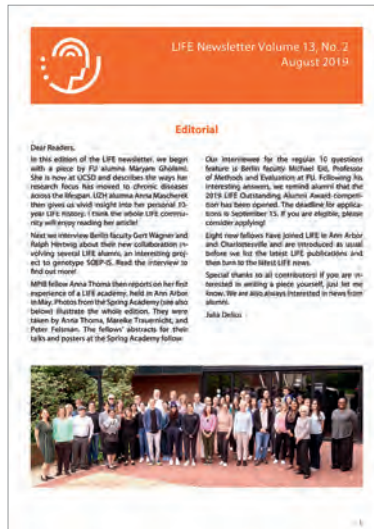 LIFE Newsletter Volume 13, No. 2
August 2019
Editorial
Dear Readers,
In this edition of the LIFE newsletter, we begin
with a piece by FU alumna Maryam Gholami.
She is now at UCSD and describes the ways her
research focus has moved to chronic diseases
across the lifespan. UZH alumna Anna Mascherek
then gives us vivid insight into her personal 10-
year LIFE history. I think the whole LIFE commu-
nity will enjoy reading her article!
Next we interview Berlin faculty Gert Wagner and
Ralph Hertwig about their new collaboration in-
volving several LIFE alumni, an interesting proj-
ect to genotype SOEP-IS. Read the interview to
find out more!
MPIB fellow Anna Thoma then reports on her first
experience of a LIFE academy, held in Ann Arbor
in May. Photos from the Spring Academy (see also
below) illustrate the whole edition. They were
taken by Anna Thoma, Mareike Trauernicht, and
Peter Felsman. The fellows' abstracts for their
talks and posters at the Spring Academy follow.
Our interviewee for the regular 10 questions
feature is Berlin faculty Michael Eid, Professor
of Methods and Evaluation at FU. Following his
interesting answers, we remind alumni that the
2019 LIFE Outstanding Alumni Award competi-
tion has been opened. The deadline for applica-
tions is September 15. If you are eligible, please
consider applying!
Eight new fellows have joined LIFE in Ann Arbor
and Charlottesville and are introduced as usual
before we list the latest LIFE publications and
then turn to the latest LIFE news.
Special thanks to all contributors! If you are in-
terested in writing a piece yourself, just let me
know. We are also always interested in news from
alumni.
Julia Delius